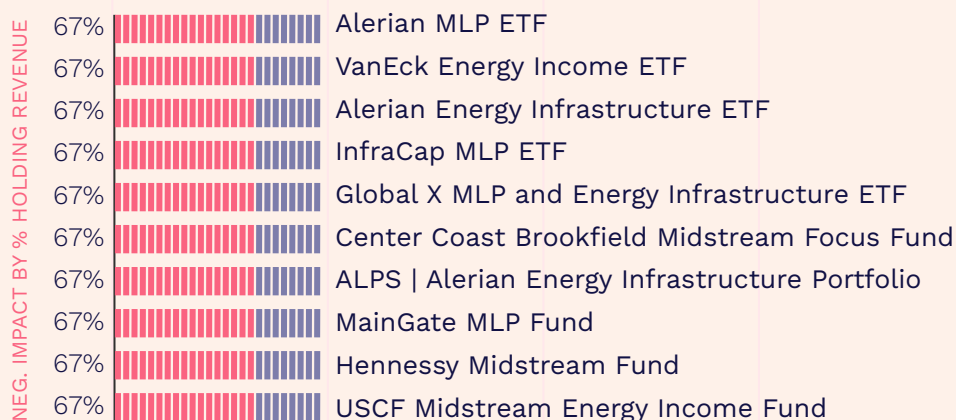 NEG. IMPACT BY % HOLDING REVENUE
67% Alerian MLP ETF
67% VanEck Energy Income ETF
67% Alerian Energy Infrastructure ETF
67% InfraCap MLP ETF
67% Global X MLP and Energy Infrastructure ETF
67% Center Coast Brookfield Midstream Focus Fund
67% ALPS | Alerian Energy Infrastructure Portfolio
67% MainGate MLP Fund
67% Hennessy Midstream Fund
67% USCF Midstream Energy Income Fund